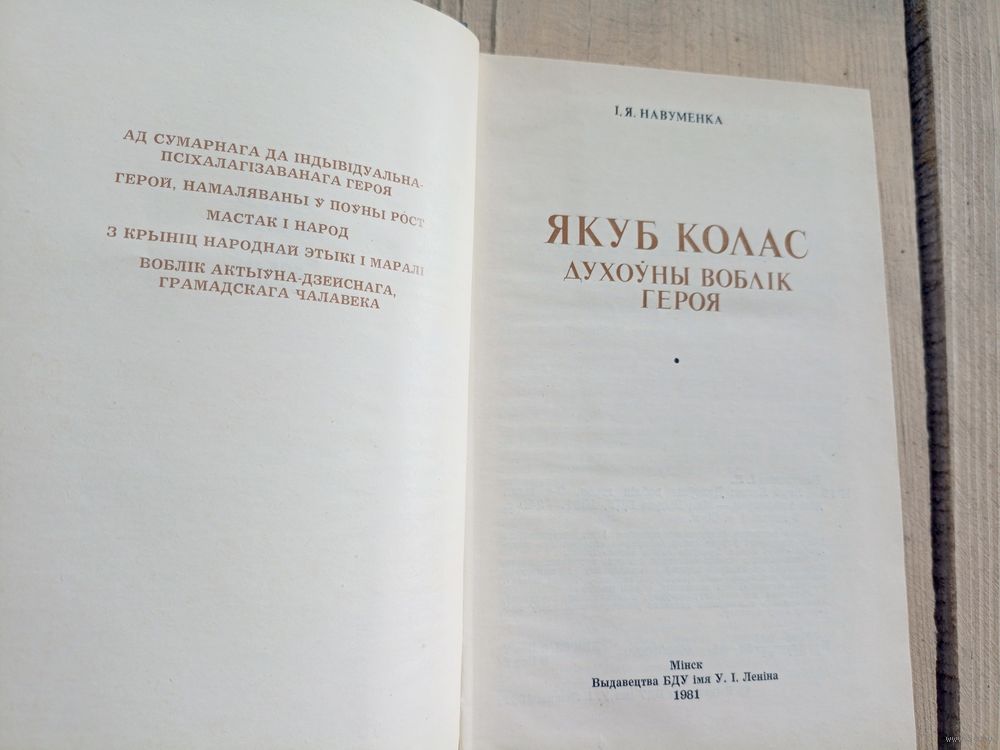 АД СУМАРНАГА ДА ІНДЫВІДУАЛЬНА-
ПСІХАЛАГІЗАВАНАГА ГЕРОЯ
ГЕРОЙ, НАМАЛЯВАНЫ Ў ПОЎНЫ РОСТ
МАСТАК І НАРОД
З КРЫНІЦ НАРОДНАЙ ЭТЫКІ І МАРАЛІ
ВОБЛІК АКТЫЎНА-ДЗЕЙСНАГА,
ГРАМАДСКАГА ЧАЛАВЕКА
І. Я. НАВУМЕНКА
ЯКУБ КОЛАС
ДУХОЎНЫ ВОБЛІК
ГЕРОЯ
Мінск
Выдавецтва БДУ імя У. І. Леніна
1981